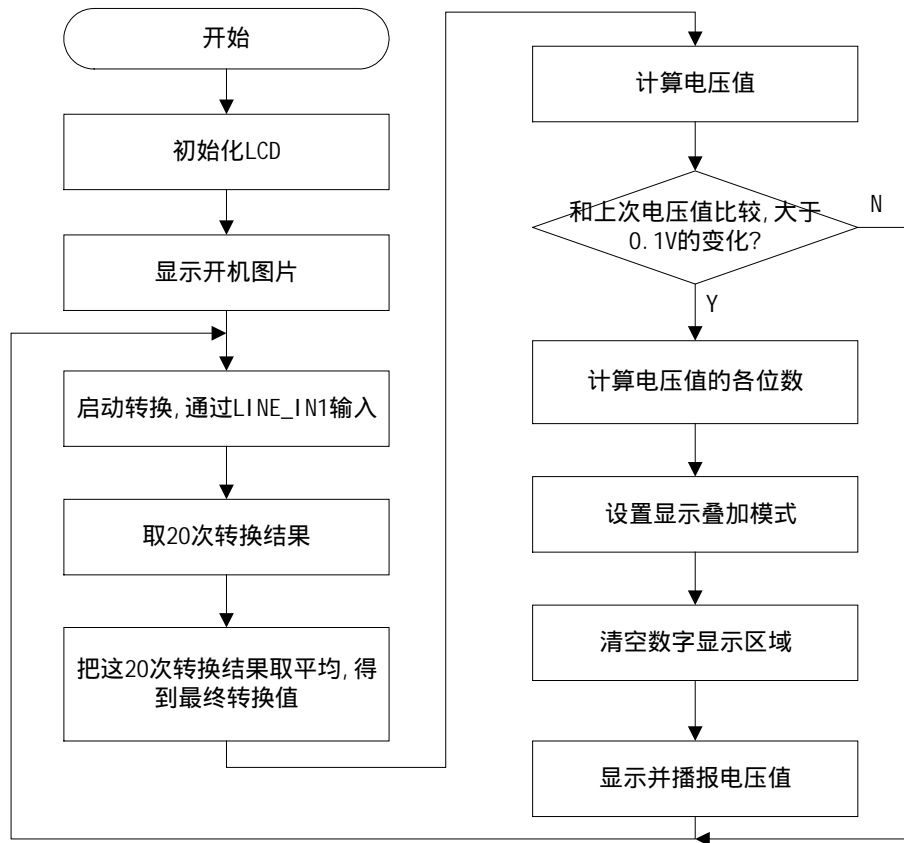 开始
初始化LCD
显示开机图片
启动转换,通过LINE_IN1输入
取20次转换结果
把这20次转换结果取平均,得
到最终转换值
计算电压值
和上次电压值比较,大于
0.1V的变化?
N
Y
计算电压值的各位数
设置显示叠加模式
清空数字显示区域
显示并播报电压值